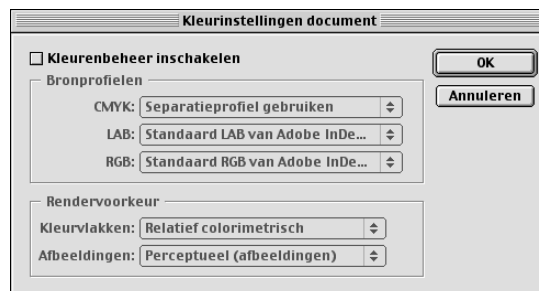 Kleurinstellingen document
Kleurenbeheer inschakelen
OK
Annuleren
Bronprofielen
CMYK: Separatieprofiel gebruiken
LAB: Standaard LAB van Adobe InDe...
RGB: Standaard RGB van Adobe InDe...
Rendervoorkeur
Kleurvlakken: Relatief colorimetrisch
Afbeeldingen: Perceptueel (afbeeldingen)